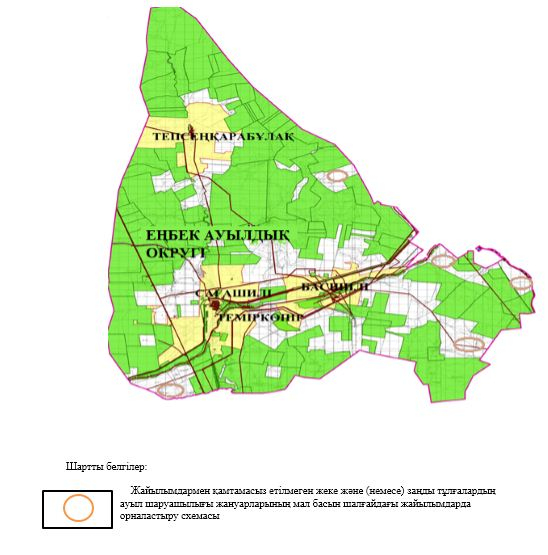 ТЕПСЕҢҚАРАБҰЛАҚ
ЕҢБЕК АУЫЛДЫҚ
ОКРУГІ
БАСШИЛІ
ТЕМІРКӨПІР
Шартты белгілер:
Жайылымдармен қамтамасыз етілмеген жеке және (немесе) заңды тұлғалардың
ауыл шаруашылығы жануарларының мал басын шалғайдағы жайылымдарда
орналастыру схемасы